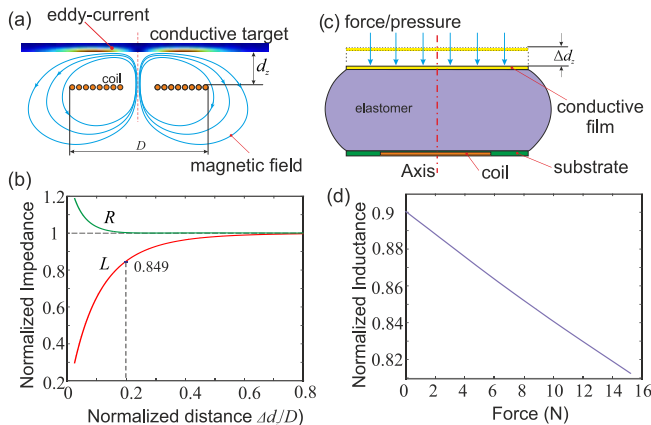 (a)
eddy-current
conductive target
coil
d_z
D
magnetic field
(b)
Normalized Impedance
1.2
1
0.8
0.6
0.4
0.2
R
L
0.849
0 0.2 0.4 0.6 0.8
Normalized distance Δd/D
(c) force/pressure
Δd_z
elastomer
conductive
film
Axis
substrate
coil
(d)
Normalized Inductance
0.9
0.88
0.86
0.84
0.82
0 2 4 6 8 10 12 14 16
Force (N)